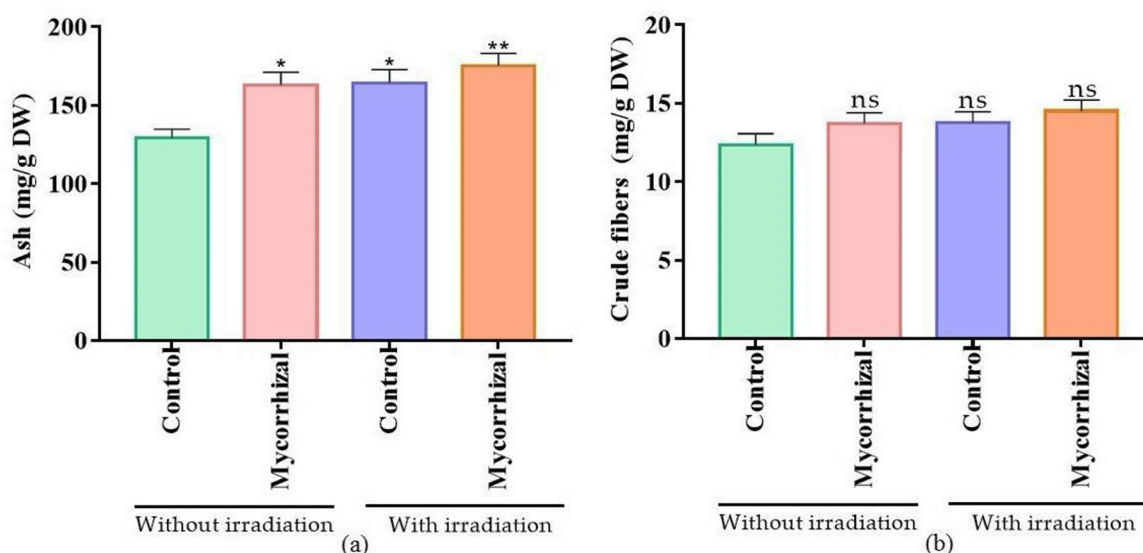 Ash (mg/g DW)
200
150
100
50
0
*
*
**
Control
Mycorrhizal
Control
Mycorrhizal
Without irradiation
With irradiation
(a)
Crude fibers (mg/g DW)
20
15
10
5
0
ns
ns
ns
Control
Mycorrhizal
Control
Mycorrhizal
Without irradiation
With irradiation
(b)